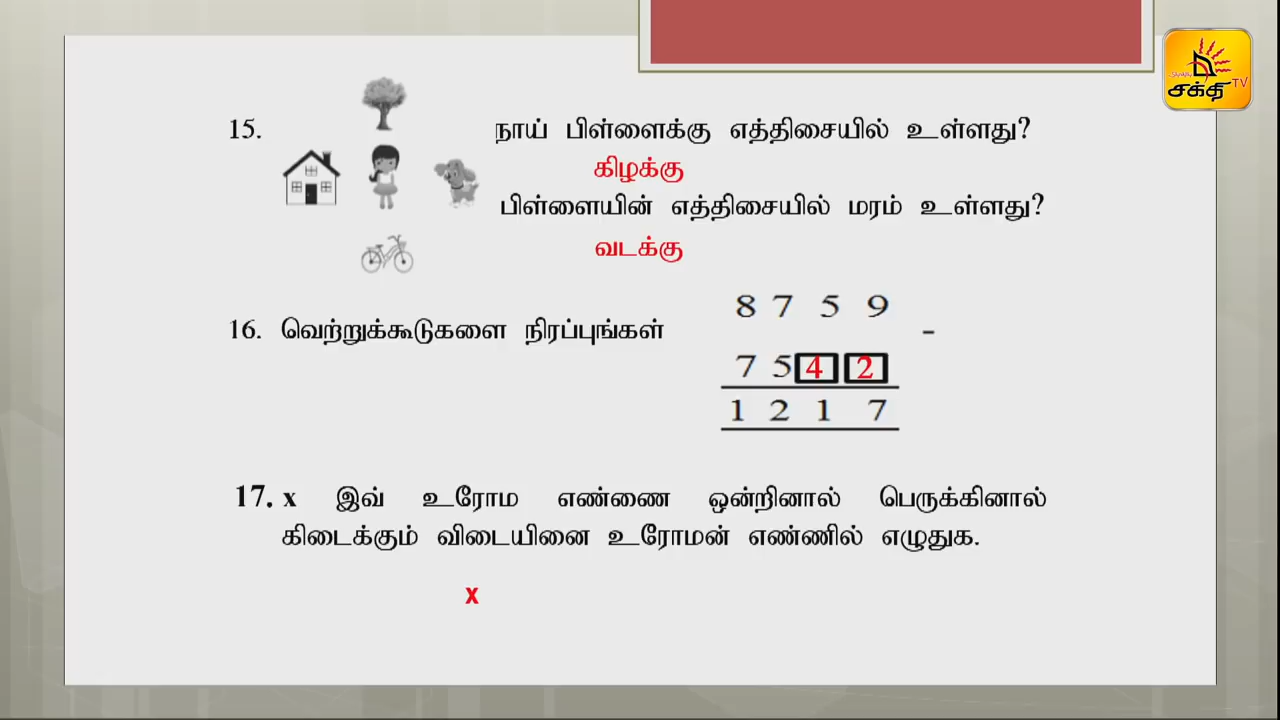 சக்தி TV
15. நாய் பிள்ளைக்கு எத்திசையில் உள்ளது?
கிழக்கு
பிள்ளையின் எத்திசையில் மரம் உள்ளது?
வடக்கு
8 7 5 9
16. வெற்றுக்கூடுகளை நிரப்புங்கள் -
7 5 4 2
1 2 1 7
17. x இவ் உரோம எண்ணை ஒன்றினால் பெருக்கினால்
கிடைக்கும் விடையினை உரோமன் எண்ணில் எழுதுக.
x